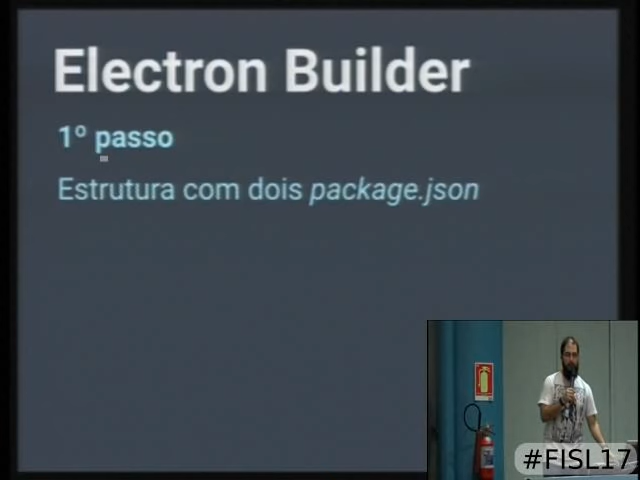 Electron Builder
1º passo
Estrutura com dois package.json
#FISL17